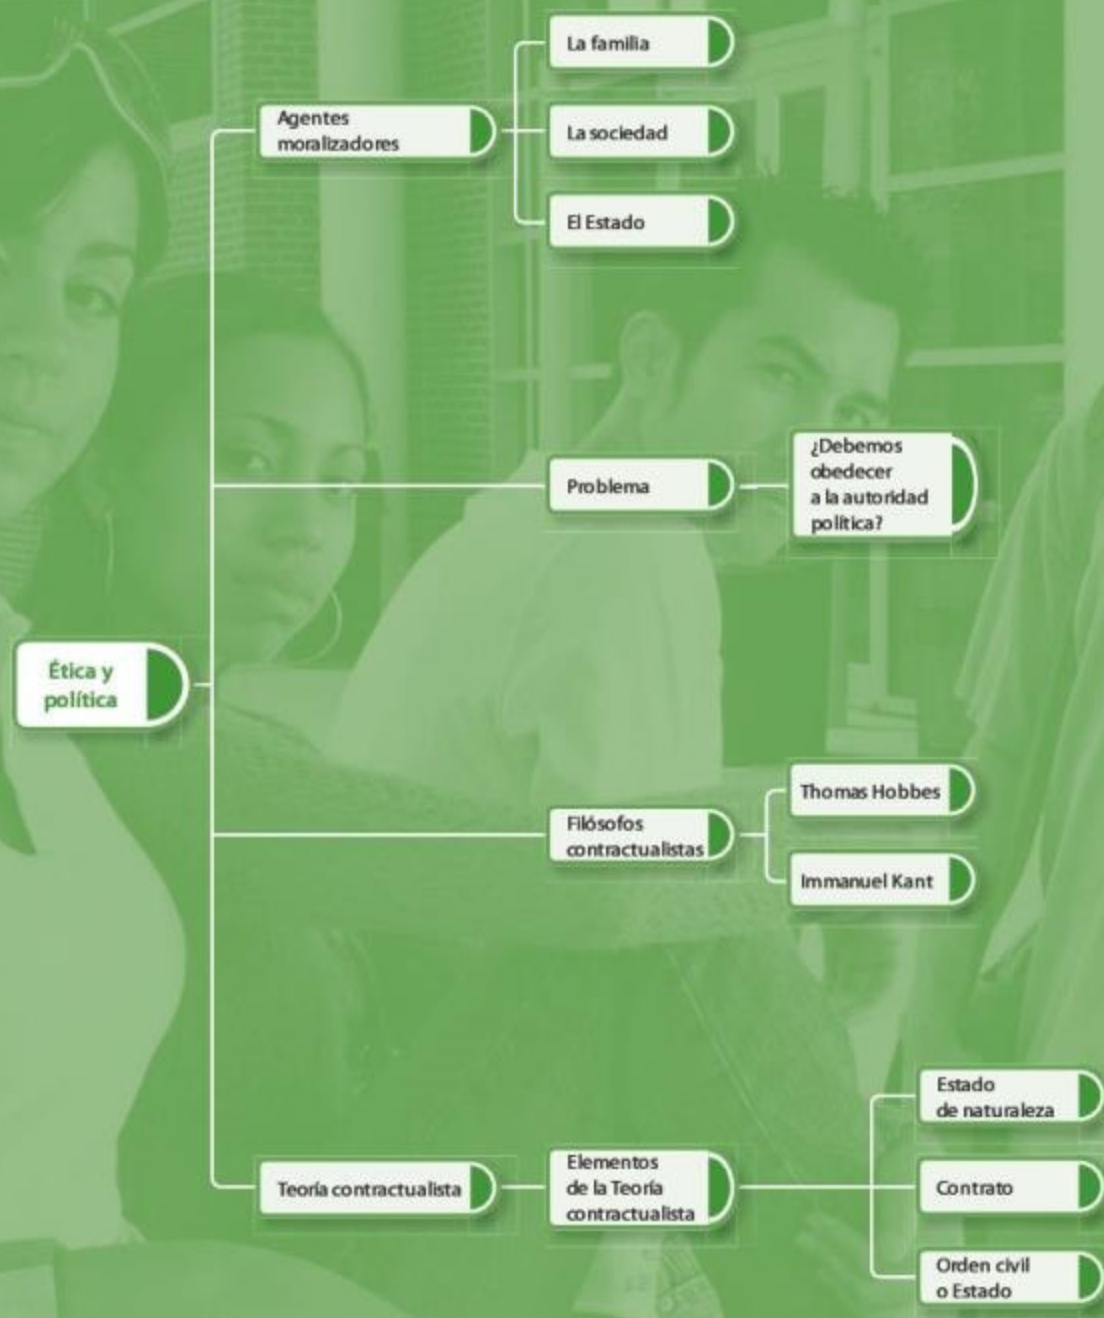 La familia
Agentes
moralizadores
La sociedad
El Estado
¿Debemos
obedecer
a la autoridad
política?
Problema
Ética y
política
Thomas Hobbes
Filósofos
contractualistas
Immanuel Kant
Estado
de naturaleza
Teoría contractualista
Elementos
de la Teoría
contractualista
Contrato
Orden civil
o Estado